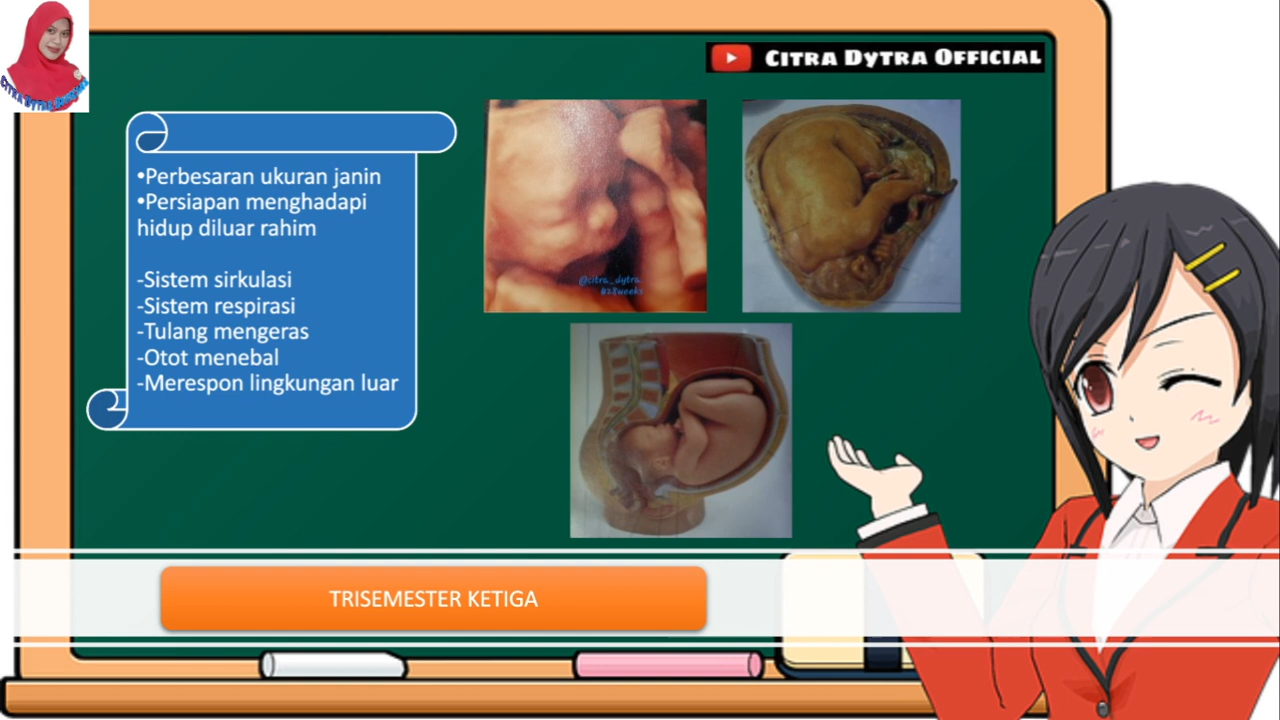 CITRA DYTRA OFFICIAL
•Perbesaran ukuran janin
•Persiapan menghadapi
hidup diluar rahim
-Sistem sirkulasi
-Sistem respirasi
-Tulang mengeras
-Otot menebal
-Merespon lingkungan luar
@citra_dytra
#28weeks
TRISEMESTER KETIGA